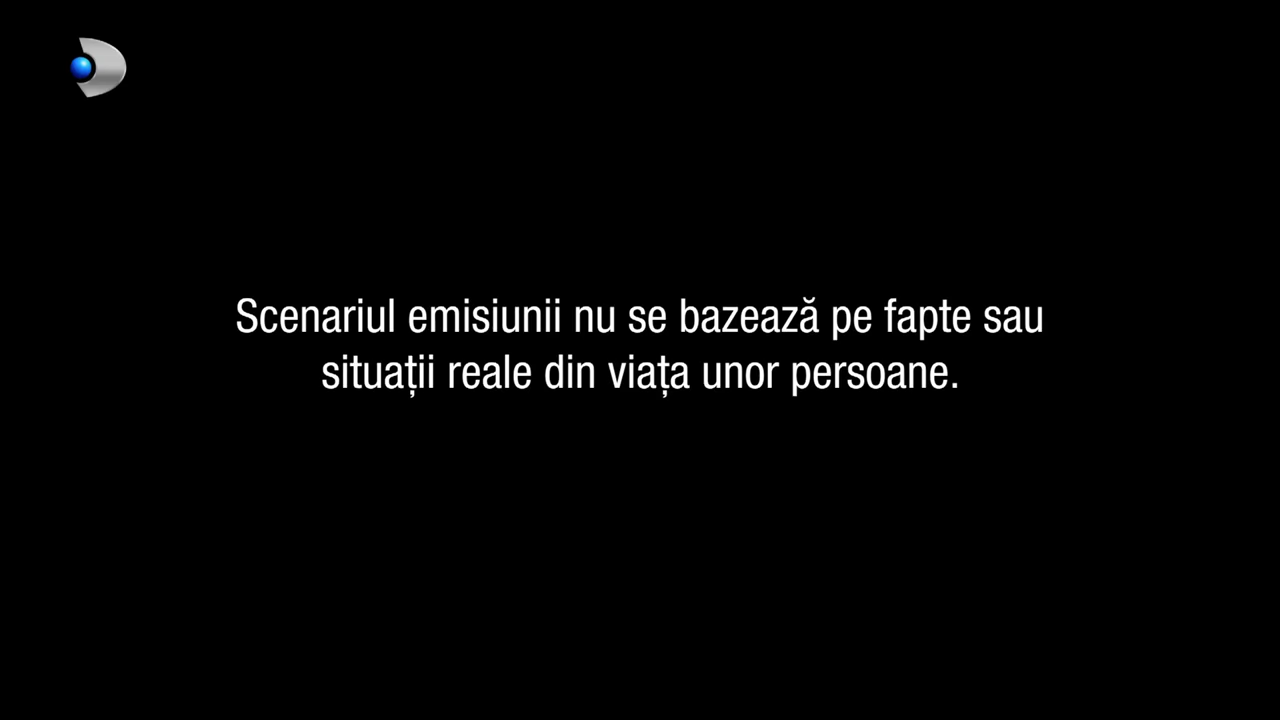 Scenariul emisiunii nu se bazează pe fapte sau
situații reale din viața unor persoane.